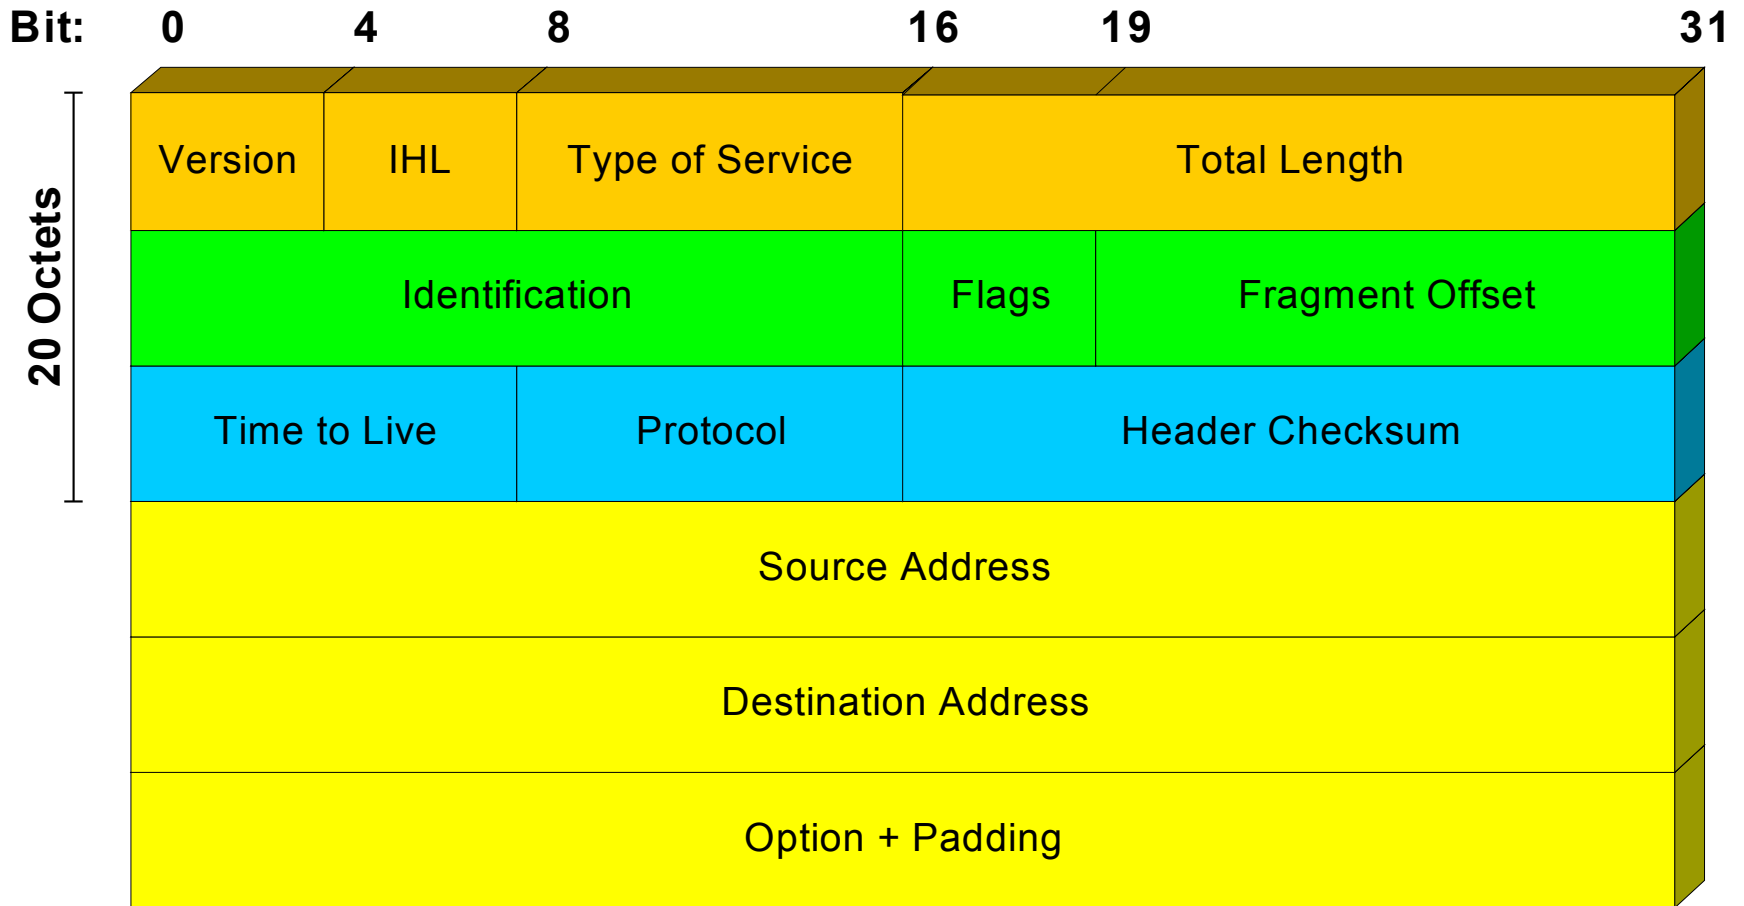 Bit: 0 4 8 16 19 31
20 Octets
Version IHL Type of Service Total Length
Identification Flags Fragment Offset
Time to Live Protocol Header Checksum
Source Address
Destination Address
Option + Padding